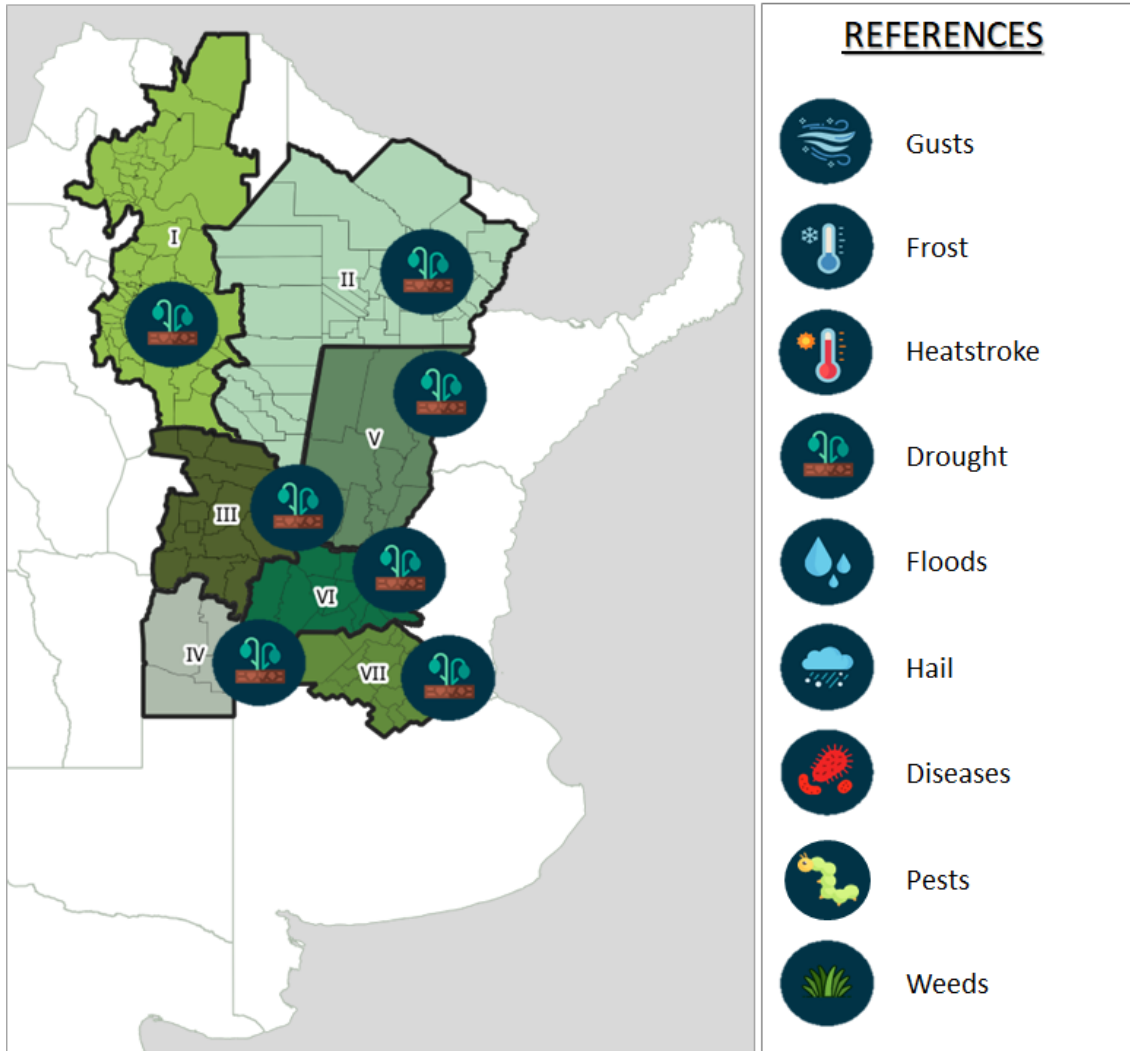 REFERENCES
Gusts
Frost
Heatstroke
Drought
Floods
Hail
Diseases
Pests
Weeds
I
II
V
III
VI
IV
VII